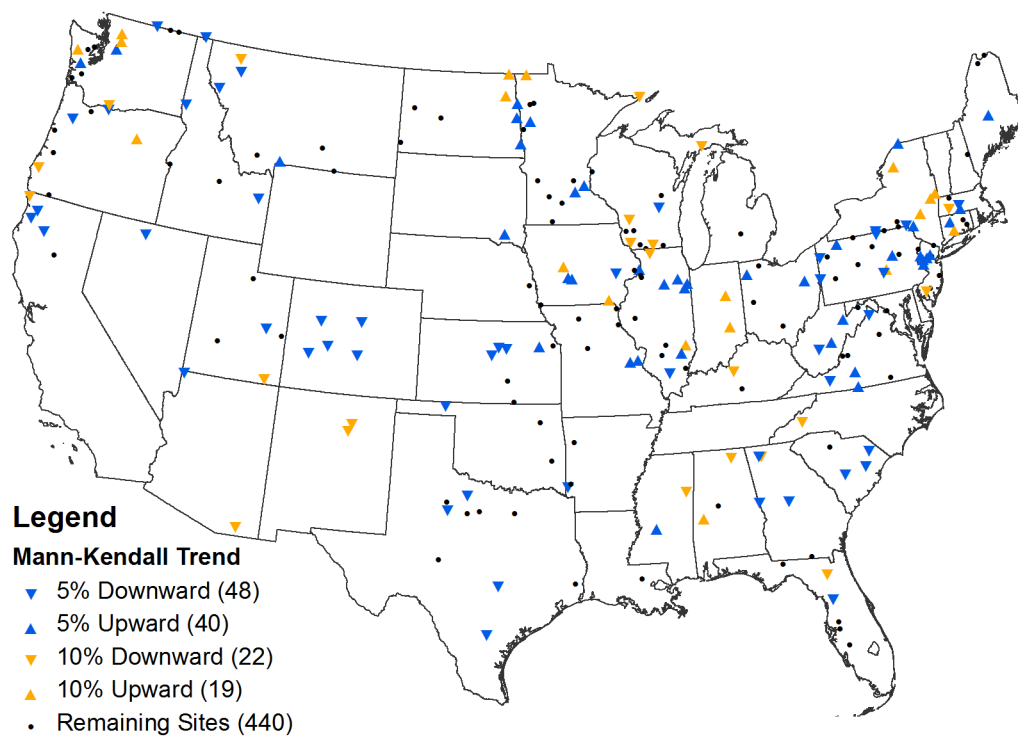 Legend
Mann-Kendall Trend
5% Downward (48)
5% Upward (40)
10% Downward (22)
10% Upward (19)
Remaining Sites (440)